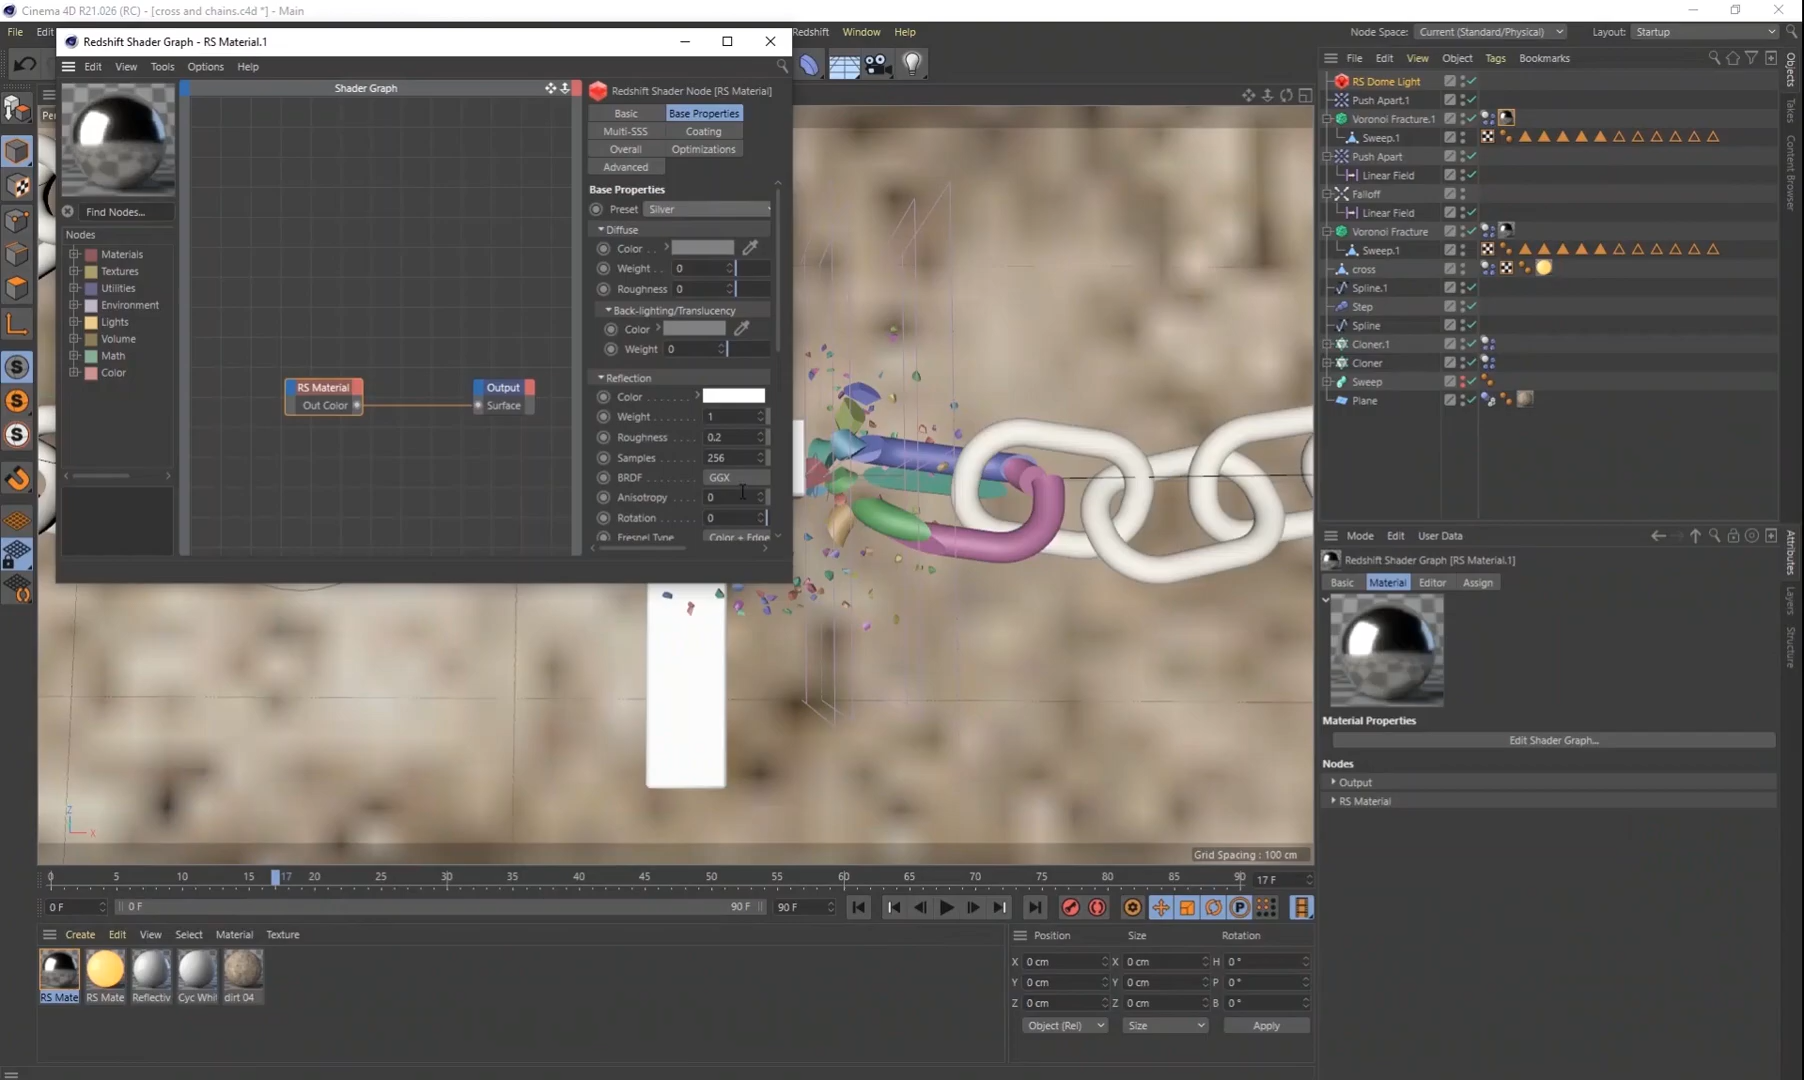 Cinema 4D R21.026 (RC) - [cross and chains.c4d *] - Main
File
Redshift
Window
Help
Node Space:
Current (Standard/Physical)
Layout:
Startup
Redshift Shader Graph - RS Material.1
Edit
View
Tools
Options
Help
Shader Graph
Find Nodes...
Nodes
Materials
Textures
Utilities
Environment
Lights
Volume
Math
Color
RS Material
Out Color
Output
Surface
Redshift Shader Node [RS Material]
Basic
Base Properties
Multi-SSS
Coating
Overall
Optimizations
Advanced
Base Properties
Preset
Silver
Diffuse
Color
Weight
0
Roughness
0
Back-lighting/Translucency
Color
Weight
0
Reflection
Color
Weight
1
Roughness
0.2
Samples
256
BRDF
GGX
Anisotropy
0
Rotation
0
Fresnel Type
Color + Edge
File
Edit
View
Object
Tags
Bookmarks
RS Dome Light
Push Apart.1
Voronoi Fracture.1
Sweep.1
Push Apart
Linear Field
Falloff
Linear Field
Voronoi Fracture
Sweep.1
cross
Spline.1
Step
Spline
Cloner.1
Cloner
Sweep
Plane
Objects
Takes
Content Browser
Attributes
Layers
Structure
Mode
Edit
User Data
Redshift Shader Graph [RS Material.1]
Basic
Material
Editor
Assign
Material Properties
Edit Shader Graph...
Nodes
Output
RS Material
Z
X
Grid Spacing : 100 cm
0
5
10
15
17
20
25
30
35
40
45
50
55
60
65
70
75
80
85
90
17 F
0 F
0 F
90 F
90 F
Create
Edit
View
Select
Material
Texture
RS Mate
RS Mate
Reflectiv
Cyc Whi
dirt 04
Position
Size
Rotation
X 0 cm
X 0 cm
H 0 °
Y 0 cm
Y 0 cm
P 0 °
Z 0 cm
Z 0 cm
B 0 °
Object (Rel)
Size
Apply